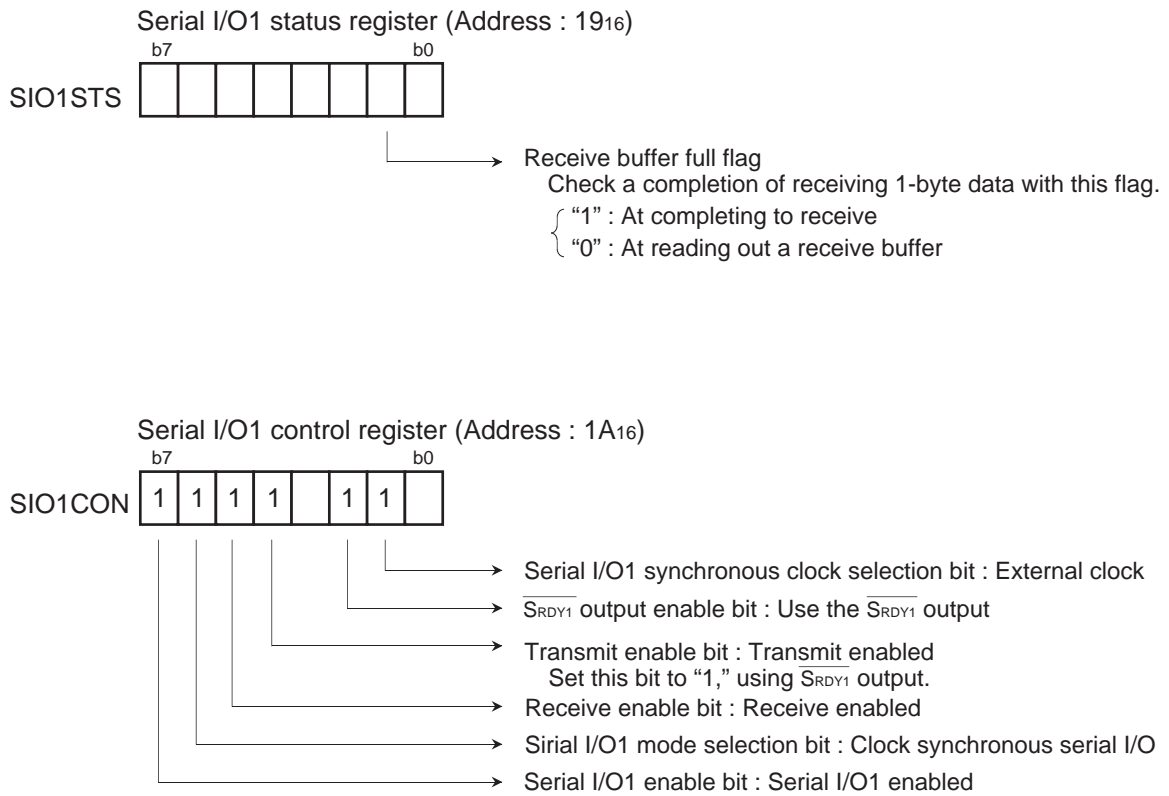 Serial I/O1 status register (Address : 1916)
b7 b0
SIO1STS
Receive buffer full flag
Check a completion of receiving 1-byte data with this flag.
“1” : At completing to receive
“0” : At reading out a receive buffer
Serial I/O1 control register (Address : 1A16)
b7 b0
SIO1CON 1 1 1 1 1 1
Serial I/O1 synchronous clock selection bit : External clock
SRDY1 output enable bit : Use the SRDY1 output
Transmit enable bit : Transmit enabled
Set this bit to “1,” using SRDY1 output.
Receive enable bit : Receive enabled
Sirial I/O1 mode selection bit : Clock synchronous serial I/O
Serial I/O1 enable bit : Serial I/O1 enabled